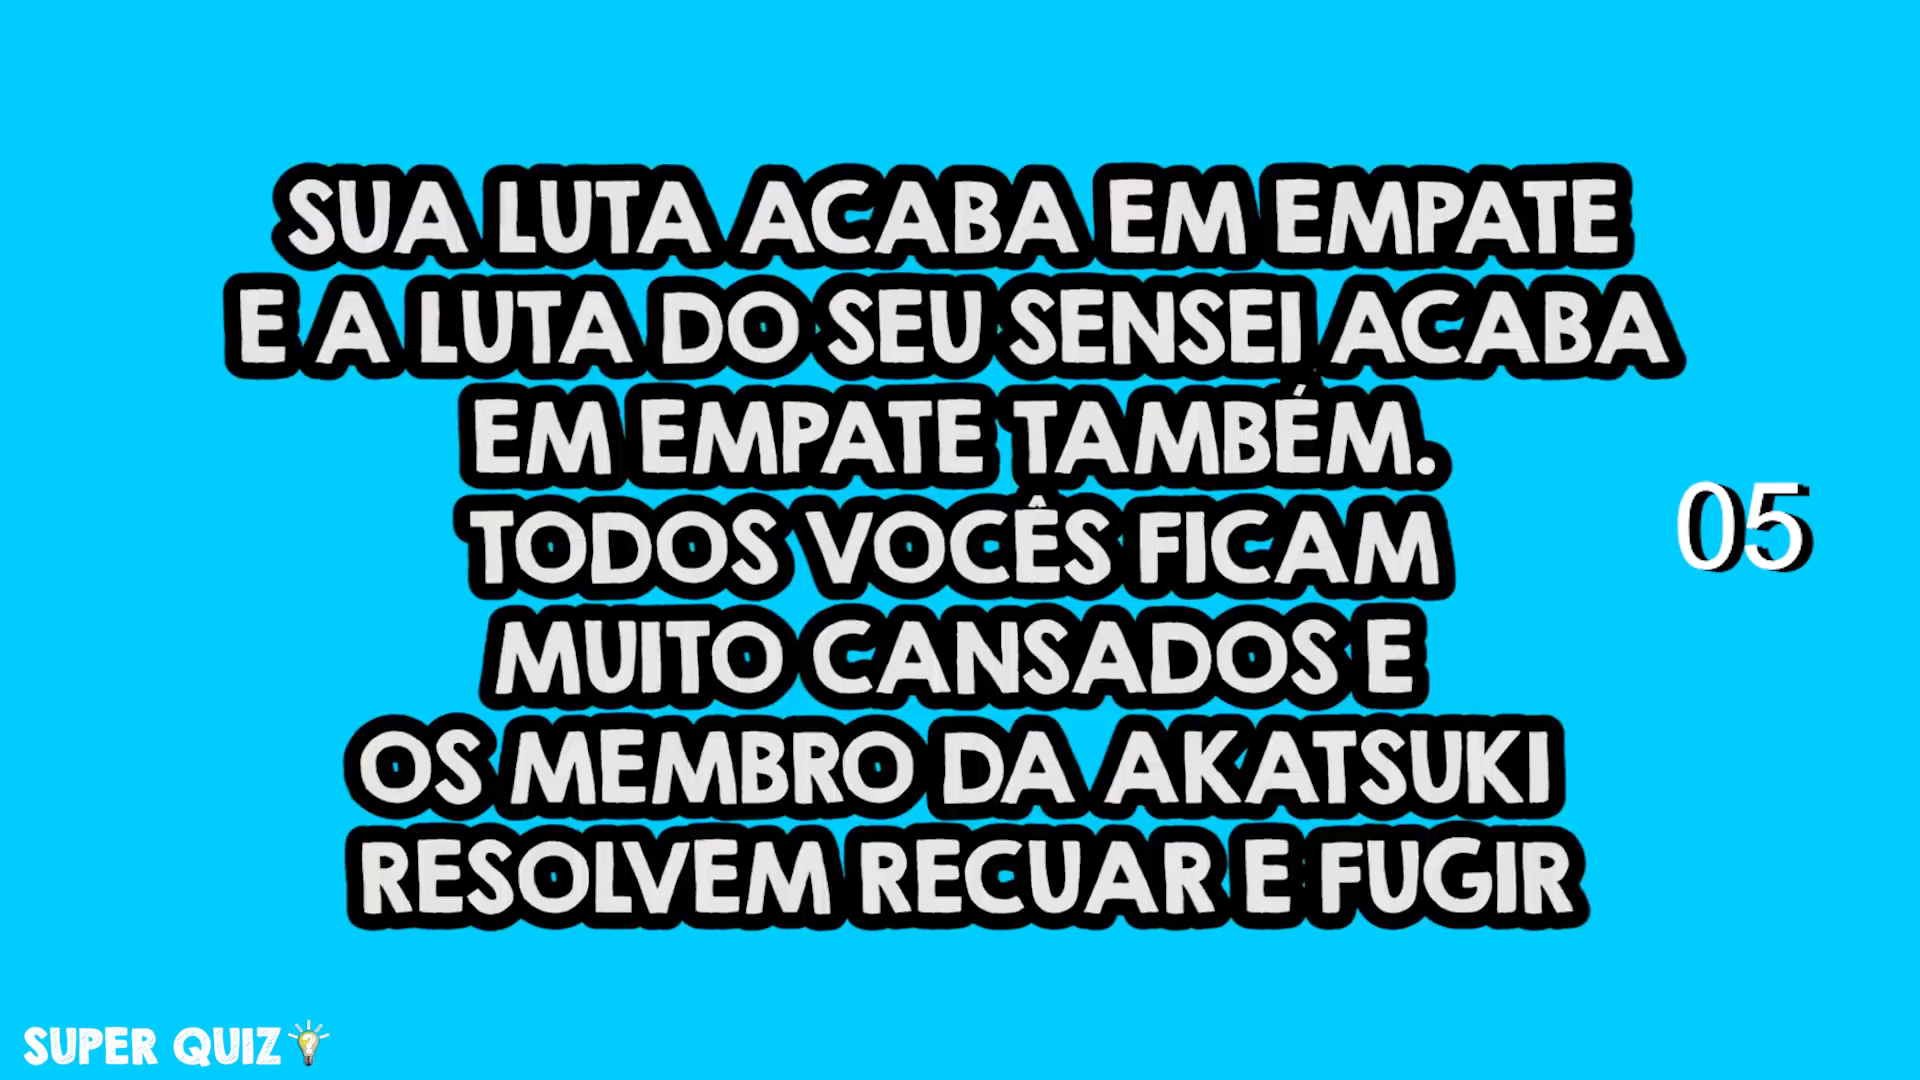 SUA LUTA ACABA EM EMPATE
E A LUTA DO SEU SENSEI ACABA
EM EMPATE TAMBÉM.
TODOS VOCÊS FICAM
MUITO CANSADOS E
OS MEMBRO DA AKATSUKI
RESOLVEM RECUAR E FUGIR
05
SUPER QUIZ